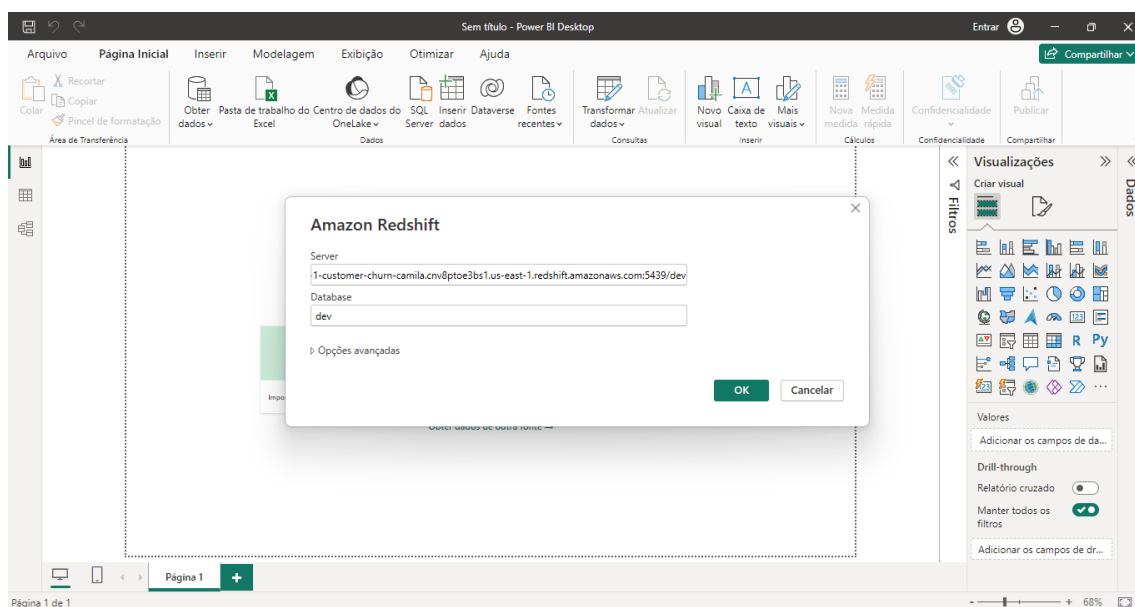 Sem título - Power BI Desktop
Entrar
Arquivo Página Inicial Inserir Modelagem Exibição Otimizar Ajuda
Compartilhar
Colar
Recortar
Copiar
Pincel de formatação
Área de Transferência
Obter dados
Pasta de trabalho do Excel
Centro de dados do OneLake
SQL Server
Inserir dados
Dataverse
Fontes recentes
Dados
Transformar dados
Atualizar
Consultas
Novo visual
Caixa de texto
Mais visuais
Inserir
Nova medida
Medida rápida
Cálculos
Confidencialidade
Confidencialidade
Publicar
Compartilhar
Amazon Redshift
Server
1-customer-churn-camila.cnv8ptoe3bs1.us-east-1.redshift.amazonaws.com:5439/dev
Database
dev
Opções avançadas
OK
Cancelar
Impo
Obter dados de outra fonte →
Filtros
Visualizações
Criar visual
123
R
Py
123
Valores
Adicionar os campos de da...
Drill-through
Relatório cruzado
Manter todos os
filtros
Adicionar os campos de dr...
Dados
Página 1
Página 1 de 1
68%